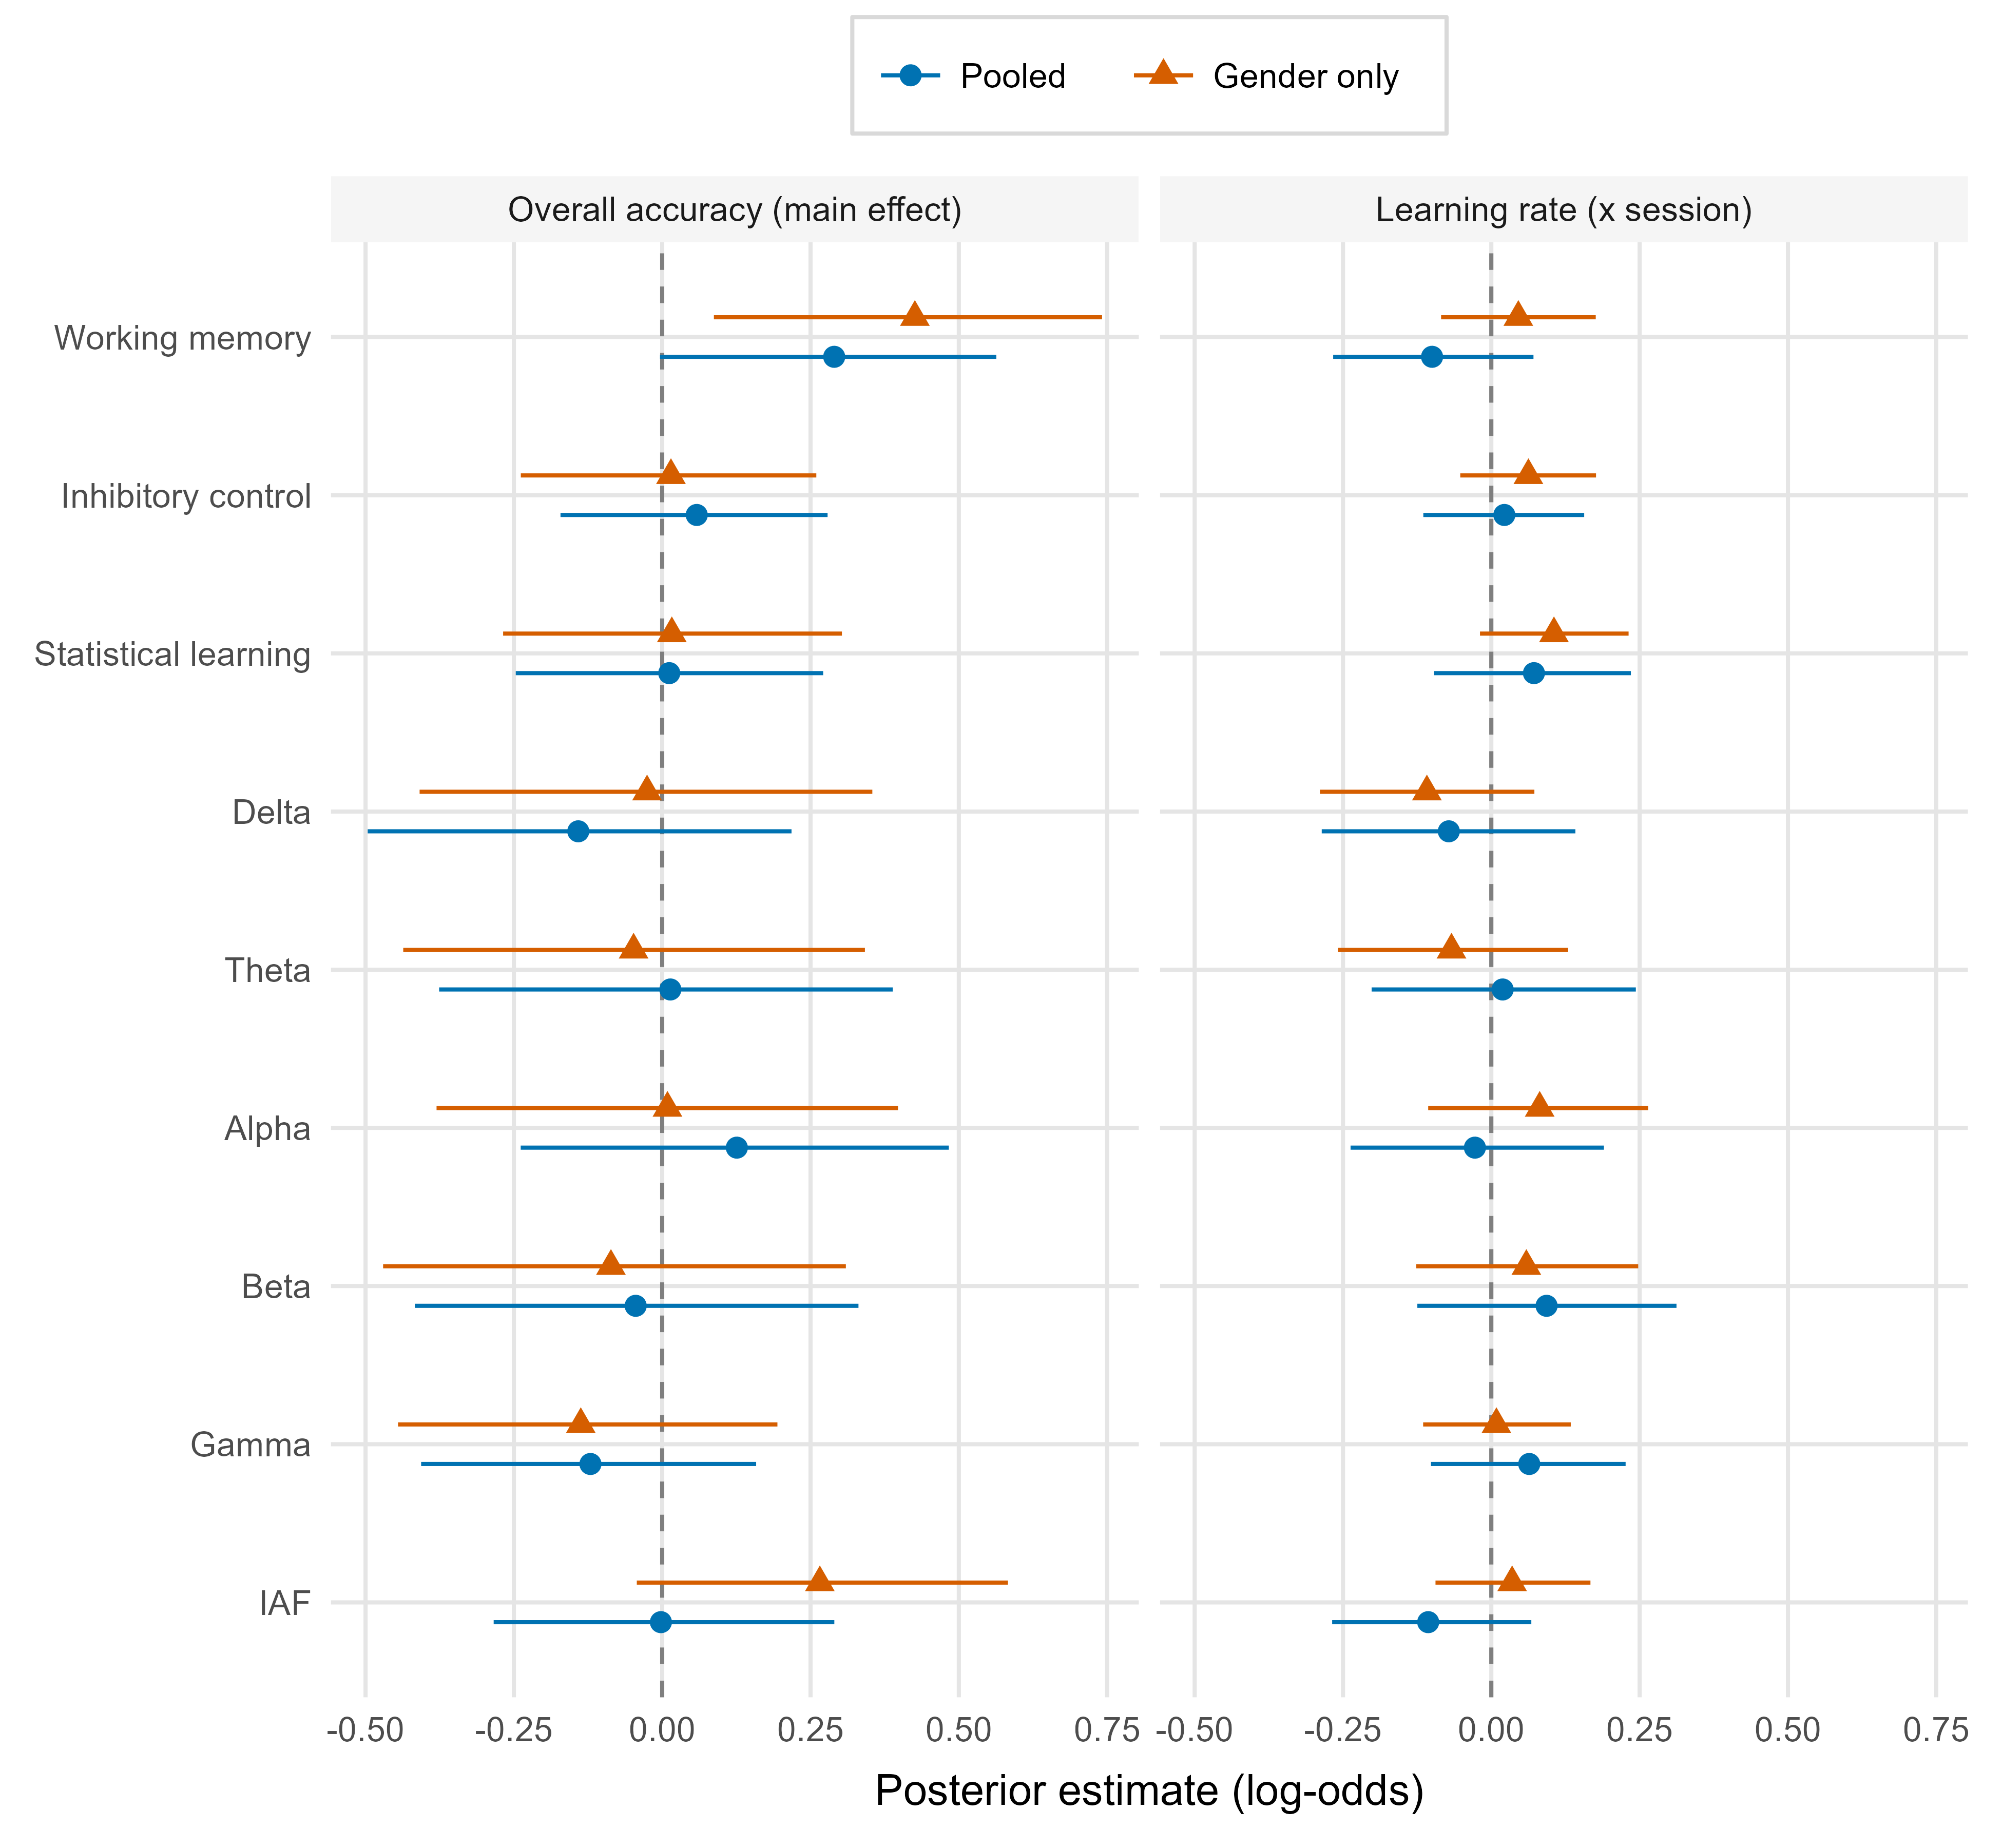 Pooled Gender only
Overall accuracy (main effect) Learning rate (x session)
Working memory
Inhibitory control
Statistical learning
Delta
Theta
Alpha
Beta
Gamma
IAF
-0.50 -0.25 0.00 0.25 0.50 0.75 -0.50 -0.25 0.00 0.25 0.50 0.75
Posterior estimate (log-odds)